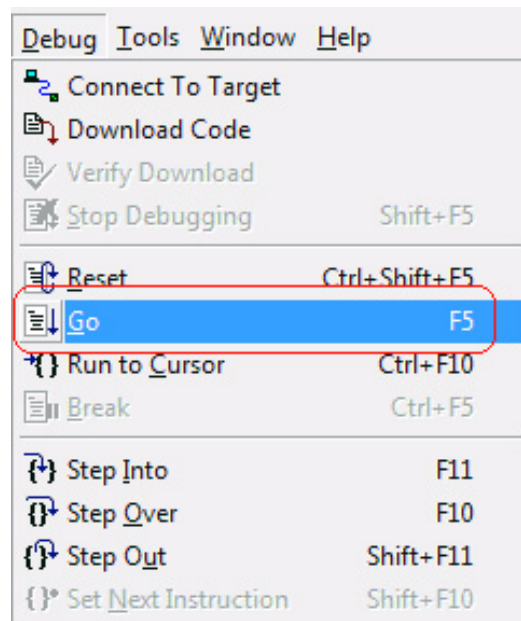 Debug Tools Window Help
Connect To Target
Download Code
Verify Download
Stop Debugging Shift+F5
Reset Ctrl+Shift+F5
Go F5
Run to Cursor Ctrl+F10
Break Ctrl+F5
Step Into F11
Step Over F10
Step Out Shift+F11
Set Next Instruction Shift+F10